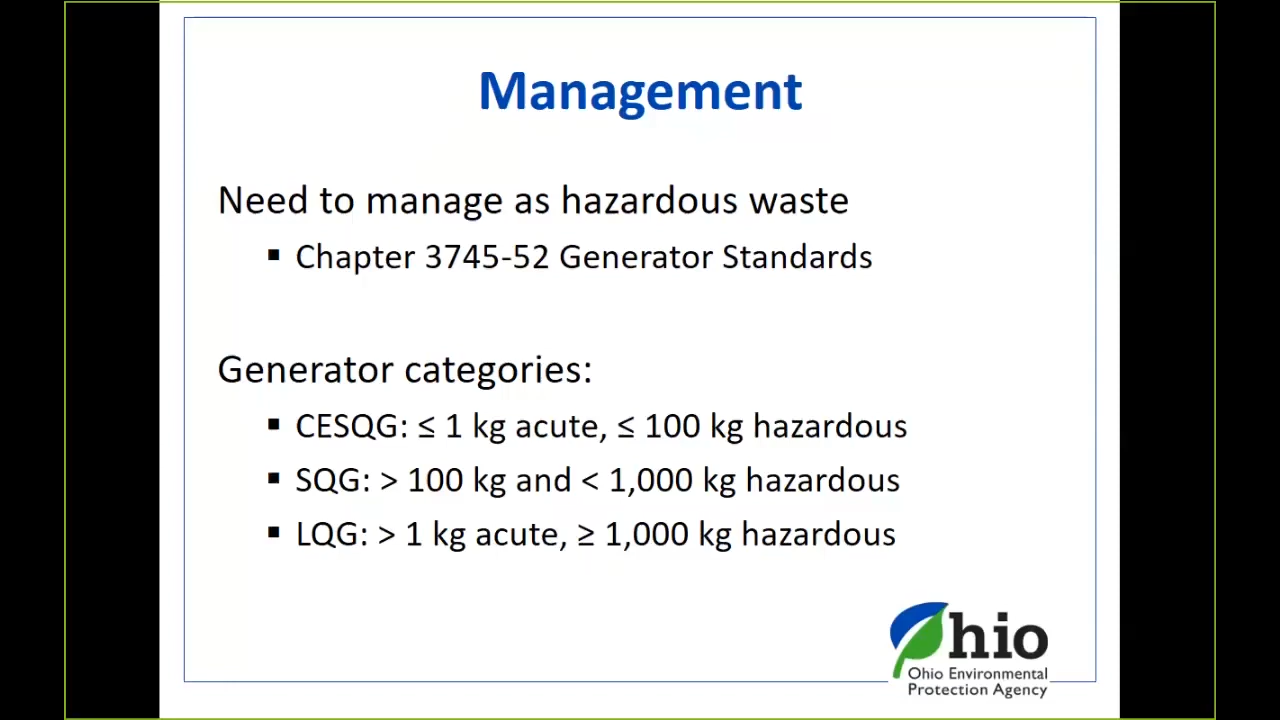 Management
Need to manage as hazardous waste
▪ Chapter 3745-52 Generator Standards
Generator categories:
▪ CESQG: ≤ 1 kg acute, ≤ 100 kg hazardous
▪ SQG: > 100 kg and < 1,000 kg hazardous
▪ LQG: > 1 kg acute, ≥ 1,000 kg hazardous
Ohio
Ohio Environmental
Protection Agency